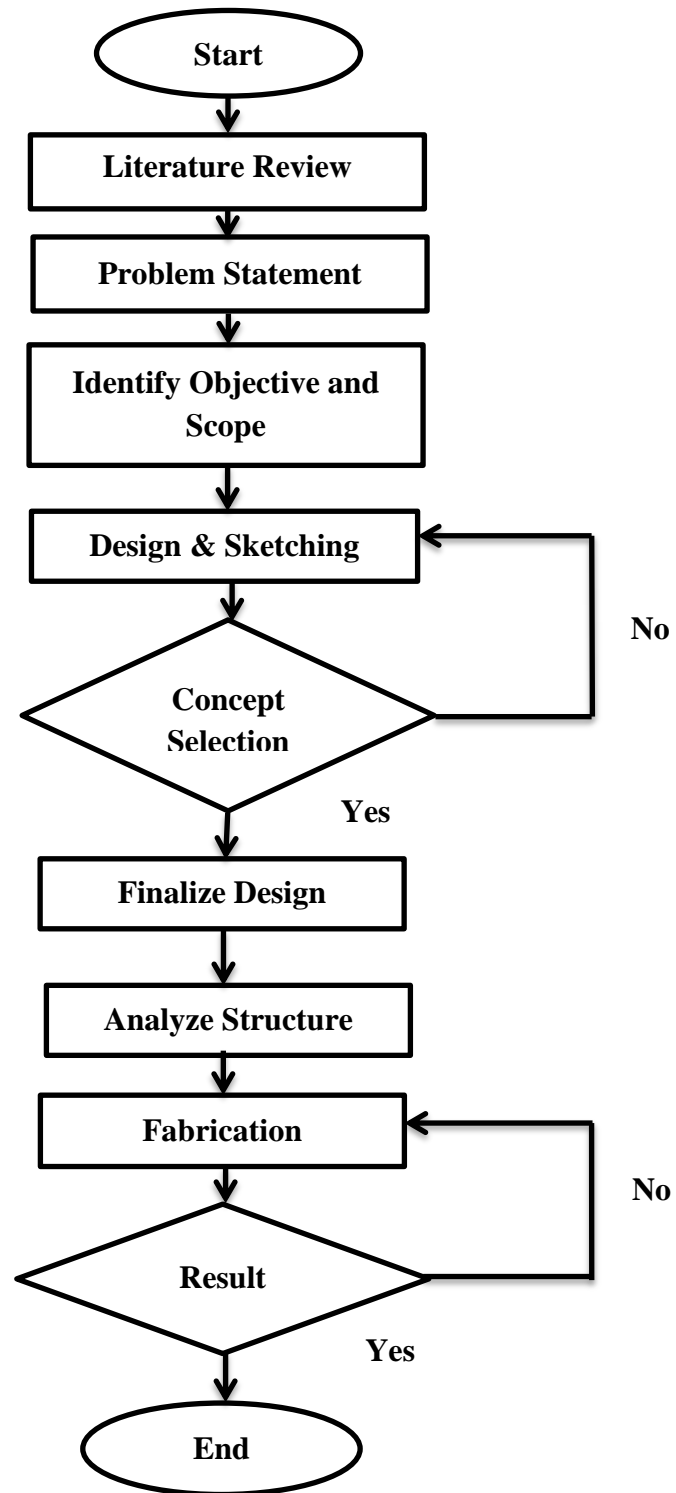 Start
Literature Review
Problem Statement
Identify Objective and
Scope
Design & Sketching
No
Concept
Selection
Yes
Finalize Design
Analyze Structure
Fabrication
No
Result
Yes
End